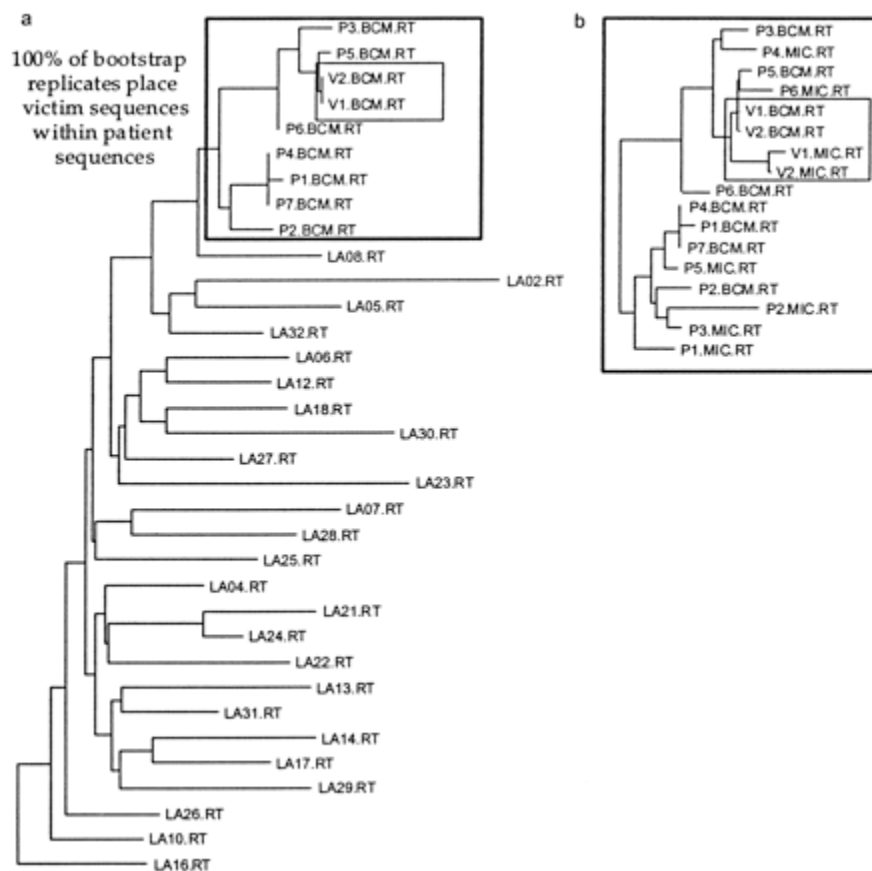 a
100% of bootstrap
replicates place
victim sequences
within patient
sequences
P3.BCM.RT
P5.BCM.RT
V2.BCM.RT
V1.BCM.RT
P6.BCM.RT
P4.BCM.RT
P1.BCM.RT
P7.BCM.RT
P2.BCM.RT
LA08.RT
LA02.RT
LA05.RT
LA32.RT
LA06.RT
LA12.RT
LA18.RT
LA30.RT
LA27.RT
LA23.RT
LA07.RT
LA28.RT
LA25.RT
LA04.RT
LA21.RT
LA24.RT
LA22.RT
LA13.RT
LA31.RT
LA14.RT
LA17.RT
LA29.RT
LA26.RT
LA10.RT
LA16.RT
b
P3.BCM.RT
P4.MIC.RT
P5.BCM.RT
P6.MIC.RT
V1.BCM.RT
V2.BCM.RT
V1.MIC.RT
V2.MIC.RT
P6.BCM.RT
P4.BCM.RT
P1.BCM.RT
P7.BCM.RT
P5.MIC.RT
P2.BCM.RT
P2.MIC.RT
P3.MIC.RT
P1.MIC.RT